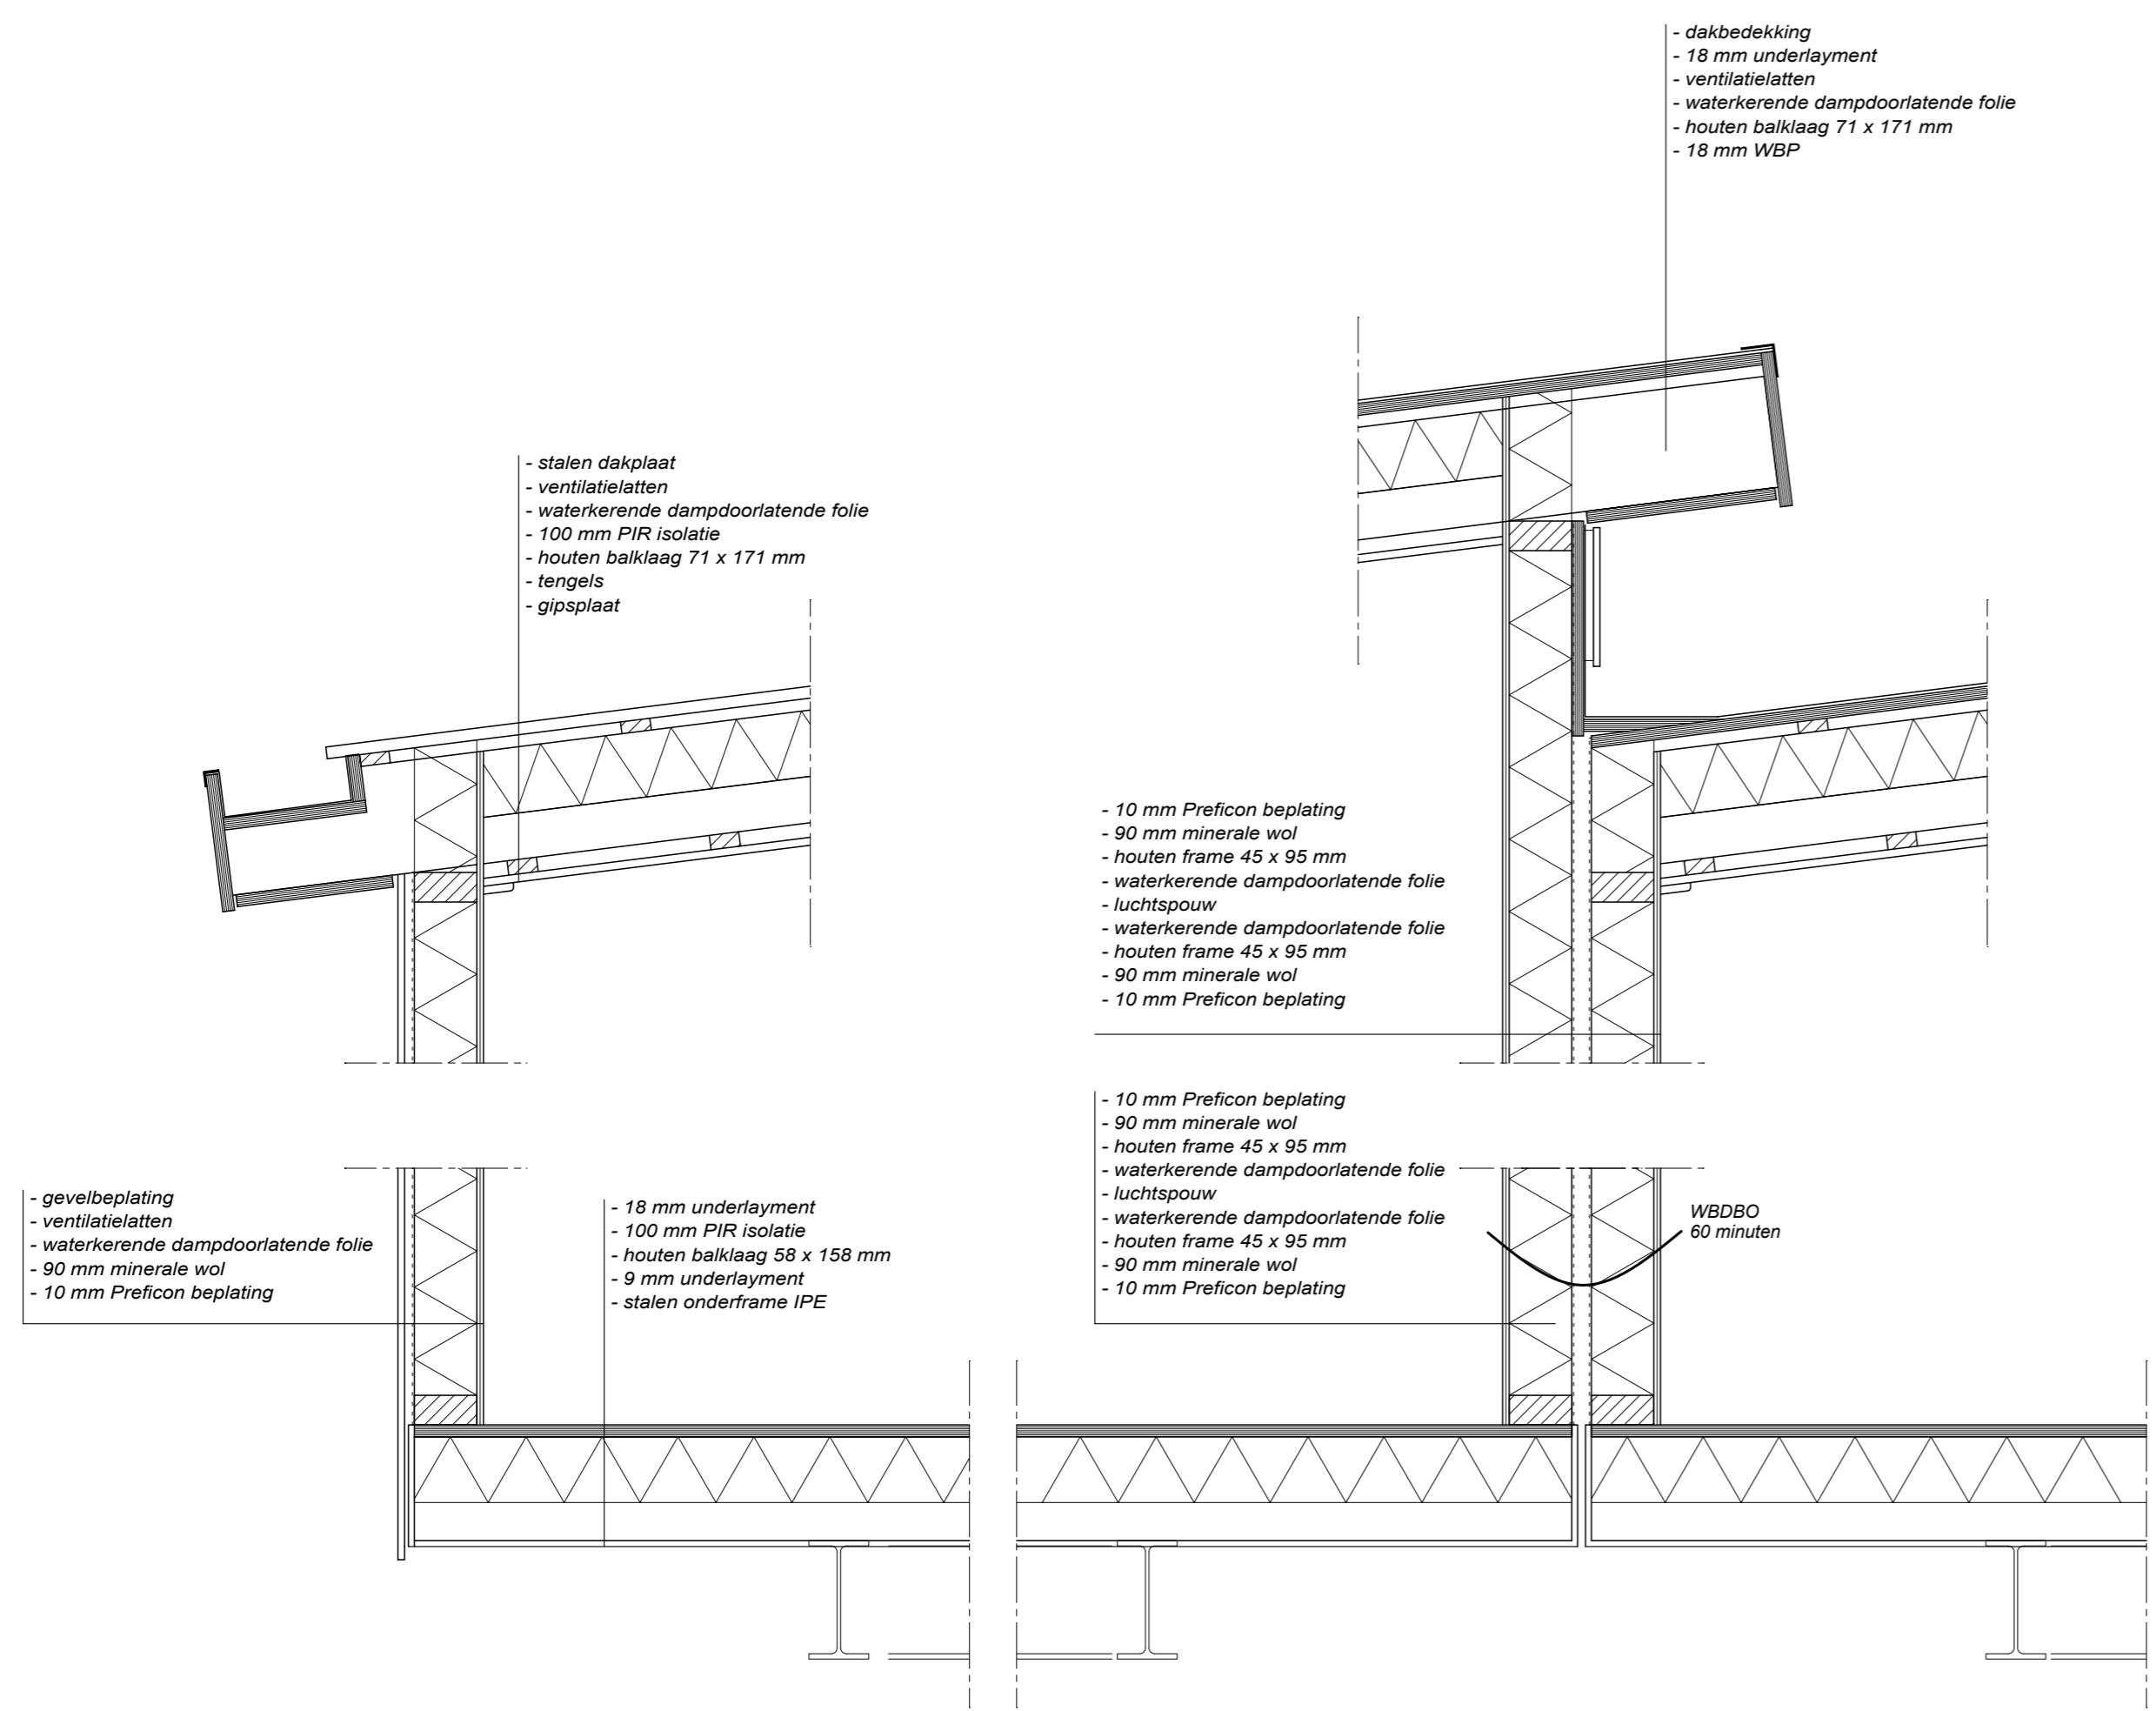 - dakbedekking
- 18 mm underlayment
- ventilatielatten
- waterkerende dampdoorlatende folie
- houten balklaag 71 x 171 mm
- 18 mm WBP
- stalen dakplaat
- ventilatielatten
- waterkerende dampdoorlatende folie
- 100 mm PIR isolatie
- houten balklaag 71 x 171 mm
- tengels
- gipsplaat
- 10 mm Preficon beplating
- 90 mm minerale wol
- houten frame 45 x 95 mm
- waterkerende dampdoorlatende folie
- luchtspouw
- waterkerende dampdoorlatende folie
- houten frame 45 x 95 mm
- 90 mm minerale wol
- 10 mm Preficon beplating
- 10 mm Preficon beplating
- 90 mm minerale wol
- houten frame 45 x 95 mm
- waterkerende dampdoorlatende folie
- luchtspouw
- waterkerende dampdoorlatende folie
- houten frame 45 x 95 mm
- 90 mm minerale wol
- 10 mm Preficon beplating
- gevelbeplating
- ventilatielatten
- waterkerende dampdoorlatende folie
- 90 mm minerale wol
- 10 mm Preficon beplating
- 18 mm underlayment
- 100 mm PIR isolatie
- houten balklaag 58 x 158 mm
- 9 mm underlayment
- stalen onderframe IPE
WBDBO
60 minuten